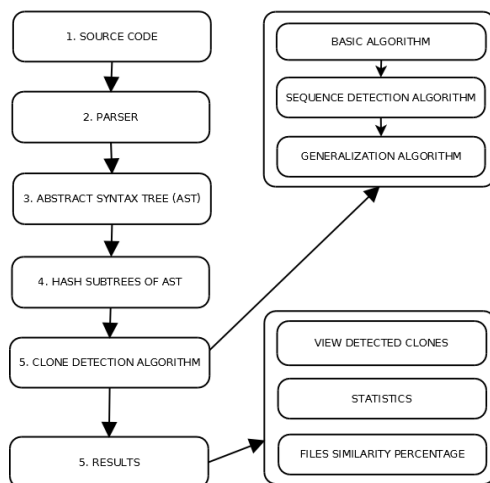 1. SOURCE CODE
2. PARSER
3. ABSTRACT SYNTAX TREE (AST)
4. HASH SUBTREES OF AST
5. CLONE DETECTION ALGORITHM
5. RESULTS
BASIC ALGORITHM
SEQUENCE DETECTION ALGORITHM
GENERALIZATION ALGORITHM
VIEW DETECTED CLONES
STATISTICS
FILES SIMILARITY PERCENTAGE